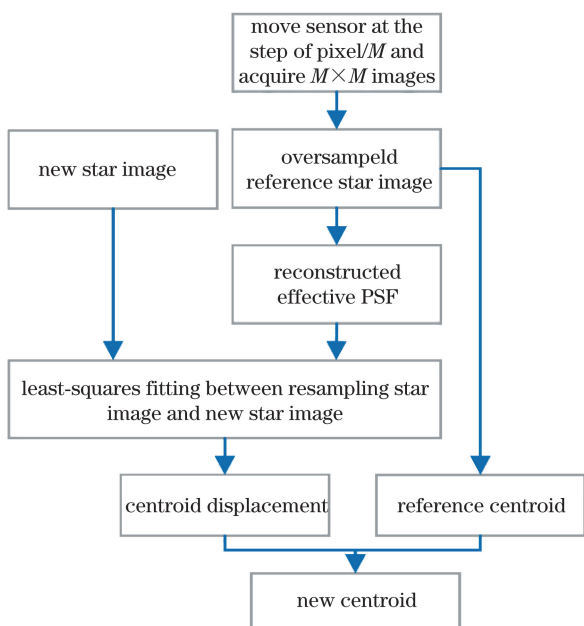 move sensor at the
step of pixel/M and
acquire M×M images
new star image
oversampeld
reference star image
reconstructed
effective PSF
least-squares fitting between resampling star
image and new star image
centroid displacement
reference centroid
new centroid